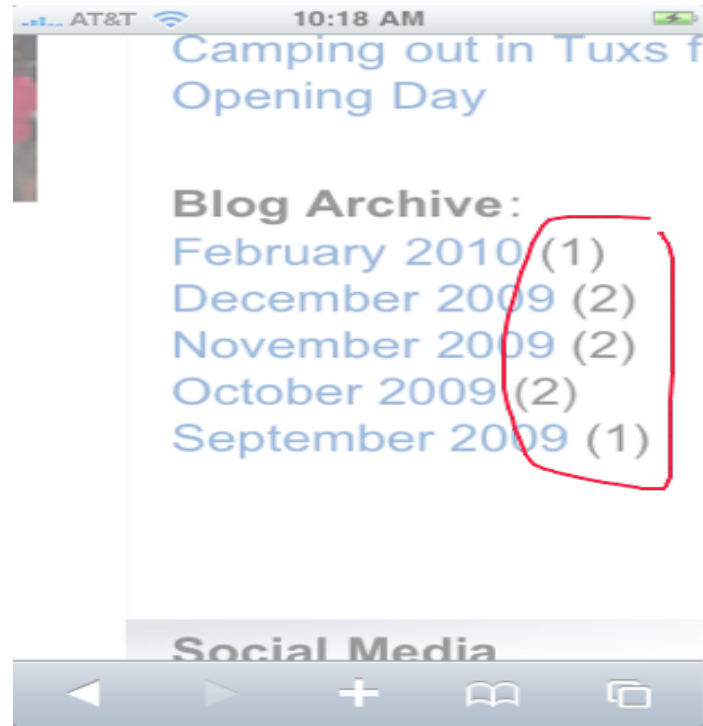 AT&T 10:18 AM
Camping out in Tuxs f
Opening Day
Blog Archive:
February 2010 (1)
December 2009 (2)
November 2009 (2)
October 2009 (2)
September 2009 (1)
Social Media